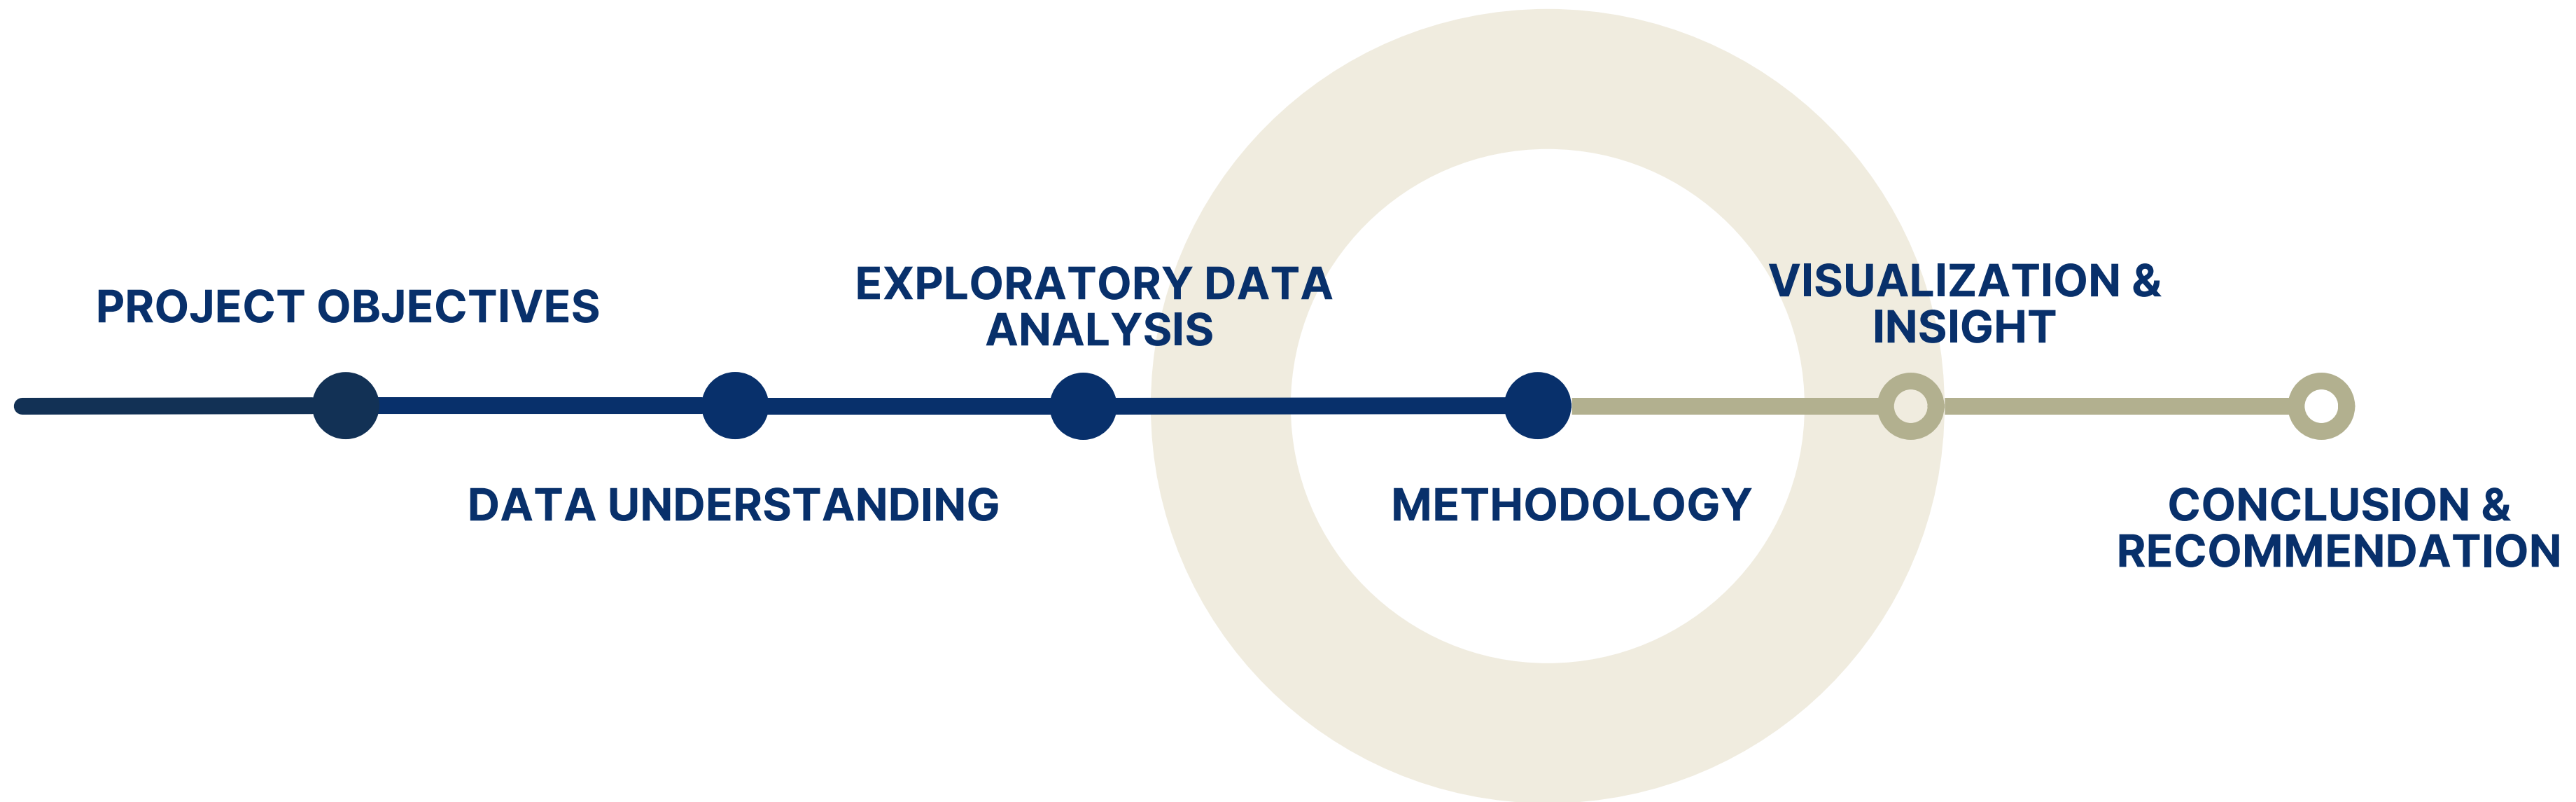 PROJECT OBJECTIVES
DATA UNDERSTANDING
EXPLORATORY DATA
ANALYSIS
METHODOLOGY
VISUALIZATION &
INSIGHT
CONCLUSION &
RECOMMENDATION